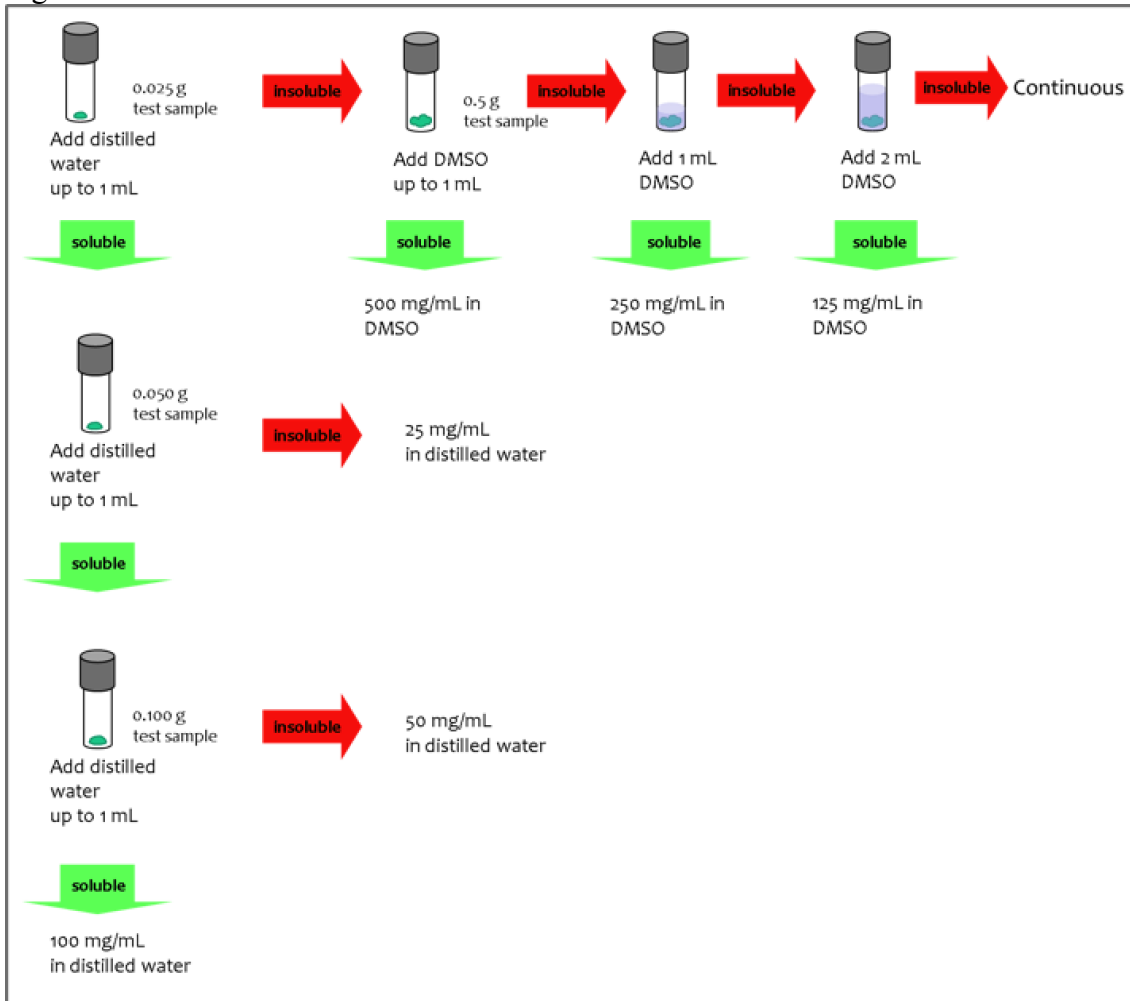 0.025 g
test sample
Add distilled
water
up to 1 mL
insoluble
0.5 g
test sample
Add DMSO
up to 1 mL
insoluble
Add 1 mL
DMSO
insoluble
Add 2 mL
DMSO
insoluble
Continuous
soluble
soluble
soluble
soluble
500 mg/mL in
DMSO
250 mg/mL in
DMSO
125 mg/mL in
DMSO
0.050 g
test sample
Add distilled
water
up to 1 mL
insoluble
25 mg/mL
in distilled water
soluble
0.100 g
test sample
Add distilled
water
up to 1 mL
insoluble
50 mg/mL
in distilled water
soluble
100 mg/mL
in distilled water